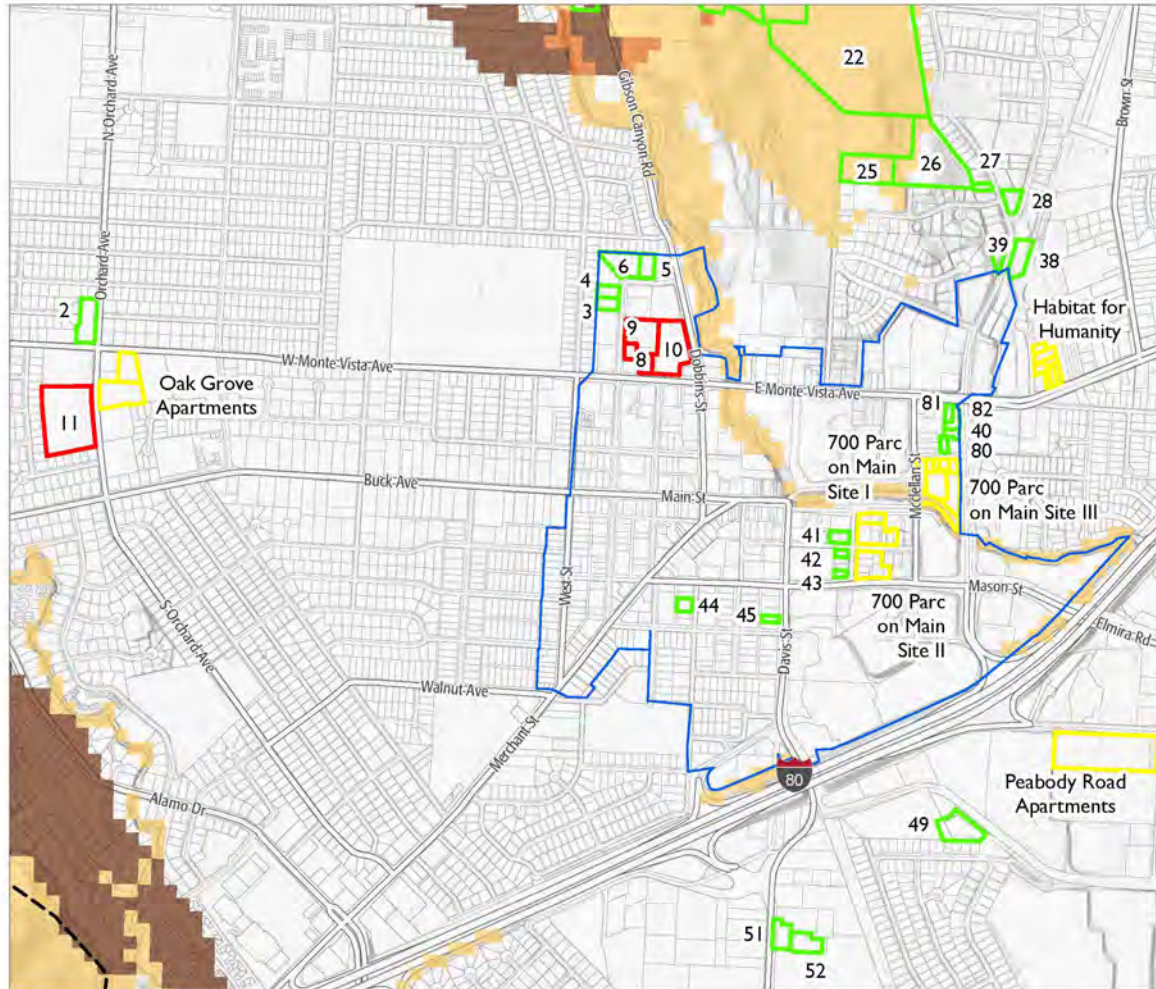 22
N Orchard Ave
Gibson Canyon Rd
Brown St
25
26
27
28
39
38
6
5
4
3
Habitat for
Humanity
2
Orchard Ave
9
8
10
W Monte Vista Ave
Dobbins St
E Monte Vista Ave
Oak Grove
Apartments
11
81
82
40
80
700 Parc
on Main
Site I
Mcclellan St
700 Parc
on Main Site III
Buck Ave
Main St
41
42
43
West St
Mason St
S Orchard Ave
44
45
700 Parc
on Main
Site II
Elmira Rd
Davis St
Walnut Ave
Merchant St
80
Peabody Road
Apartments
Alamo Dr
49
51
52